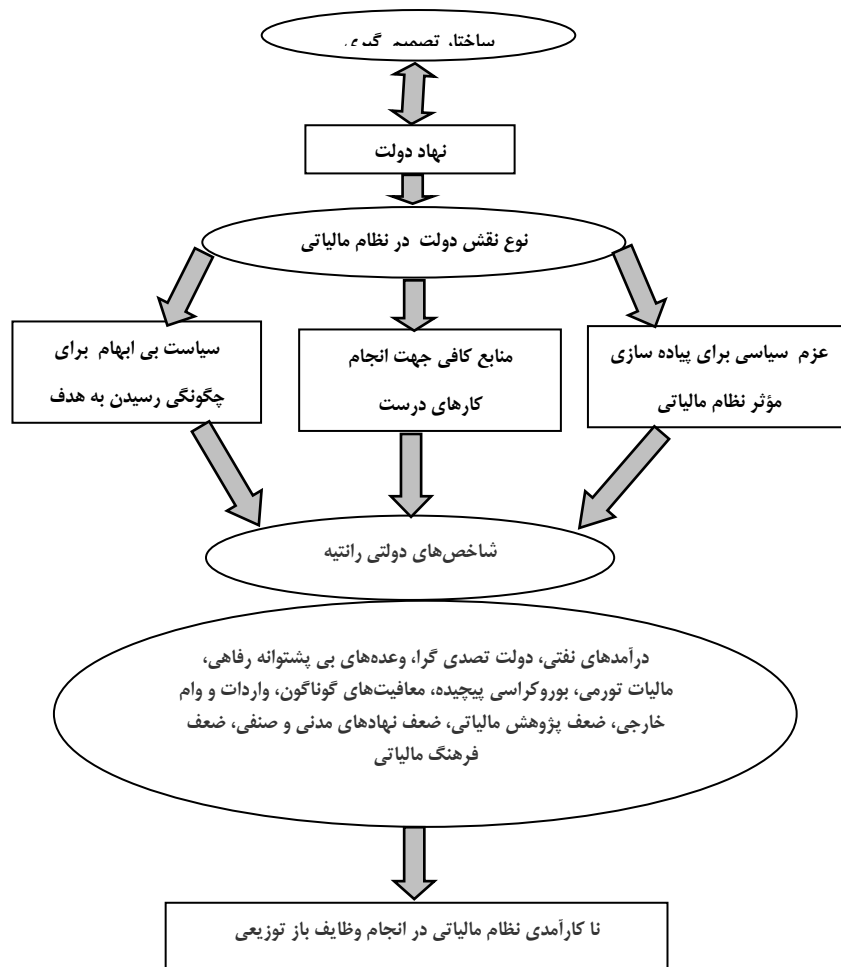 ساختار تصمیم گیری
نهاد دولت
نوع نقش دولت در نظام مالیاتی
عزم سیاسی برای پیاده سازی
مؤثر نظام مالیاتی
منابع کافی جهت انجام
کارهای درست
سیاست بی ابهام برای
چگونگی رسیدن به هدف
شاخص‌های دولتی رانتیه
درآمدهای نفتی، دولت تصدی گرا، وعده‌های بی پشتوانه رفاهی،
مالیات تورمی، بوروکراسی پیچیده، معافیت‌های گوناگون، واردات و وام
خارجی، ضعف پژوهش مالیاتی، ضعف نهادهای مدنی و صنفی، ضعف
فرهنگ مالیاتی
نا کارآمدی نظام مالیاتی در انجام وظایف باز توزیعی